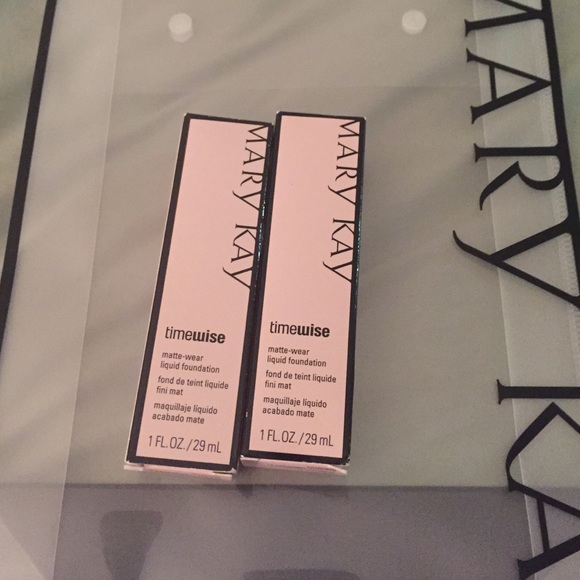 MARY KAY
timewise
matte-wear
liquid foundation
fond de teint liquide
fini mat
maquillaje líquido
acabado mate
1 FL.OZ./29 mL
MARY KAY
timewise
matte-wear
liquid foundation
fond de teint liquide
fini mat
maquillaje líquido
acabado mate
1 FL.OZ./29 mL
MARY KA